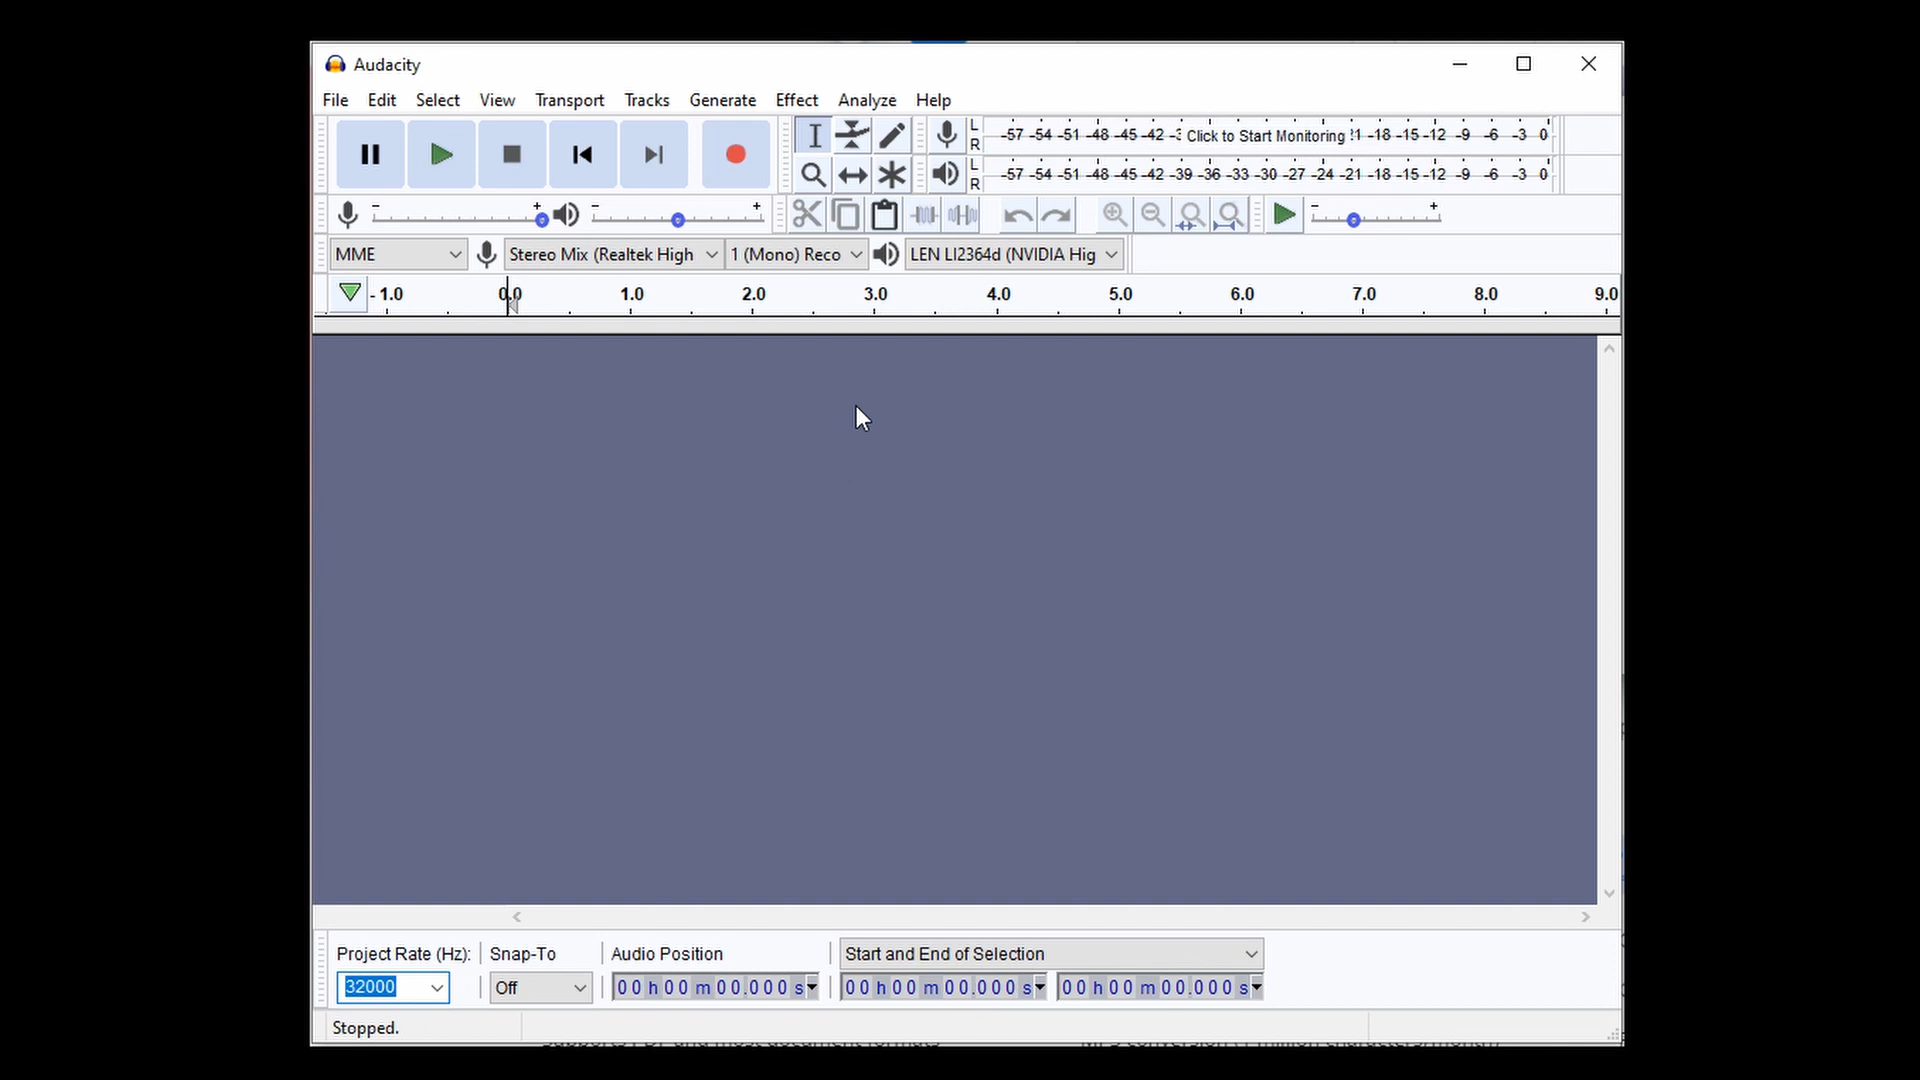 Audacity
File Edit Select View Transport Tracks Generate Effect Analyze Help
L
R
-57 -54 -51 -48 -45 -42 Click to Start Monitoring -18 -15 -12 -9 -6 -3 0
L
R
-57 -54 -51 -48 -45 -42 -39 -36 -33 -30 -27 -24 -21 -18 -15 -12 -9 -6 -3 0
- + - + - +
MME Stereo Mix (Realtek High 1 (Mono) Reco LEN LI2364d (NVIDIA Hig
-1.0 0.0 1.0 2.0 3.0 4.0 5.0 6.0 7.0 8.0 9.0
Project Rate (Hz): Snap-To Audio Position Start and End of Selection
32000 Off 00 h 00 m 00.000 s 00 h 00 m 00.000 s 00 h 00 m 00.000 s
Stopped.